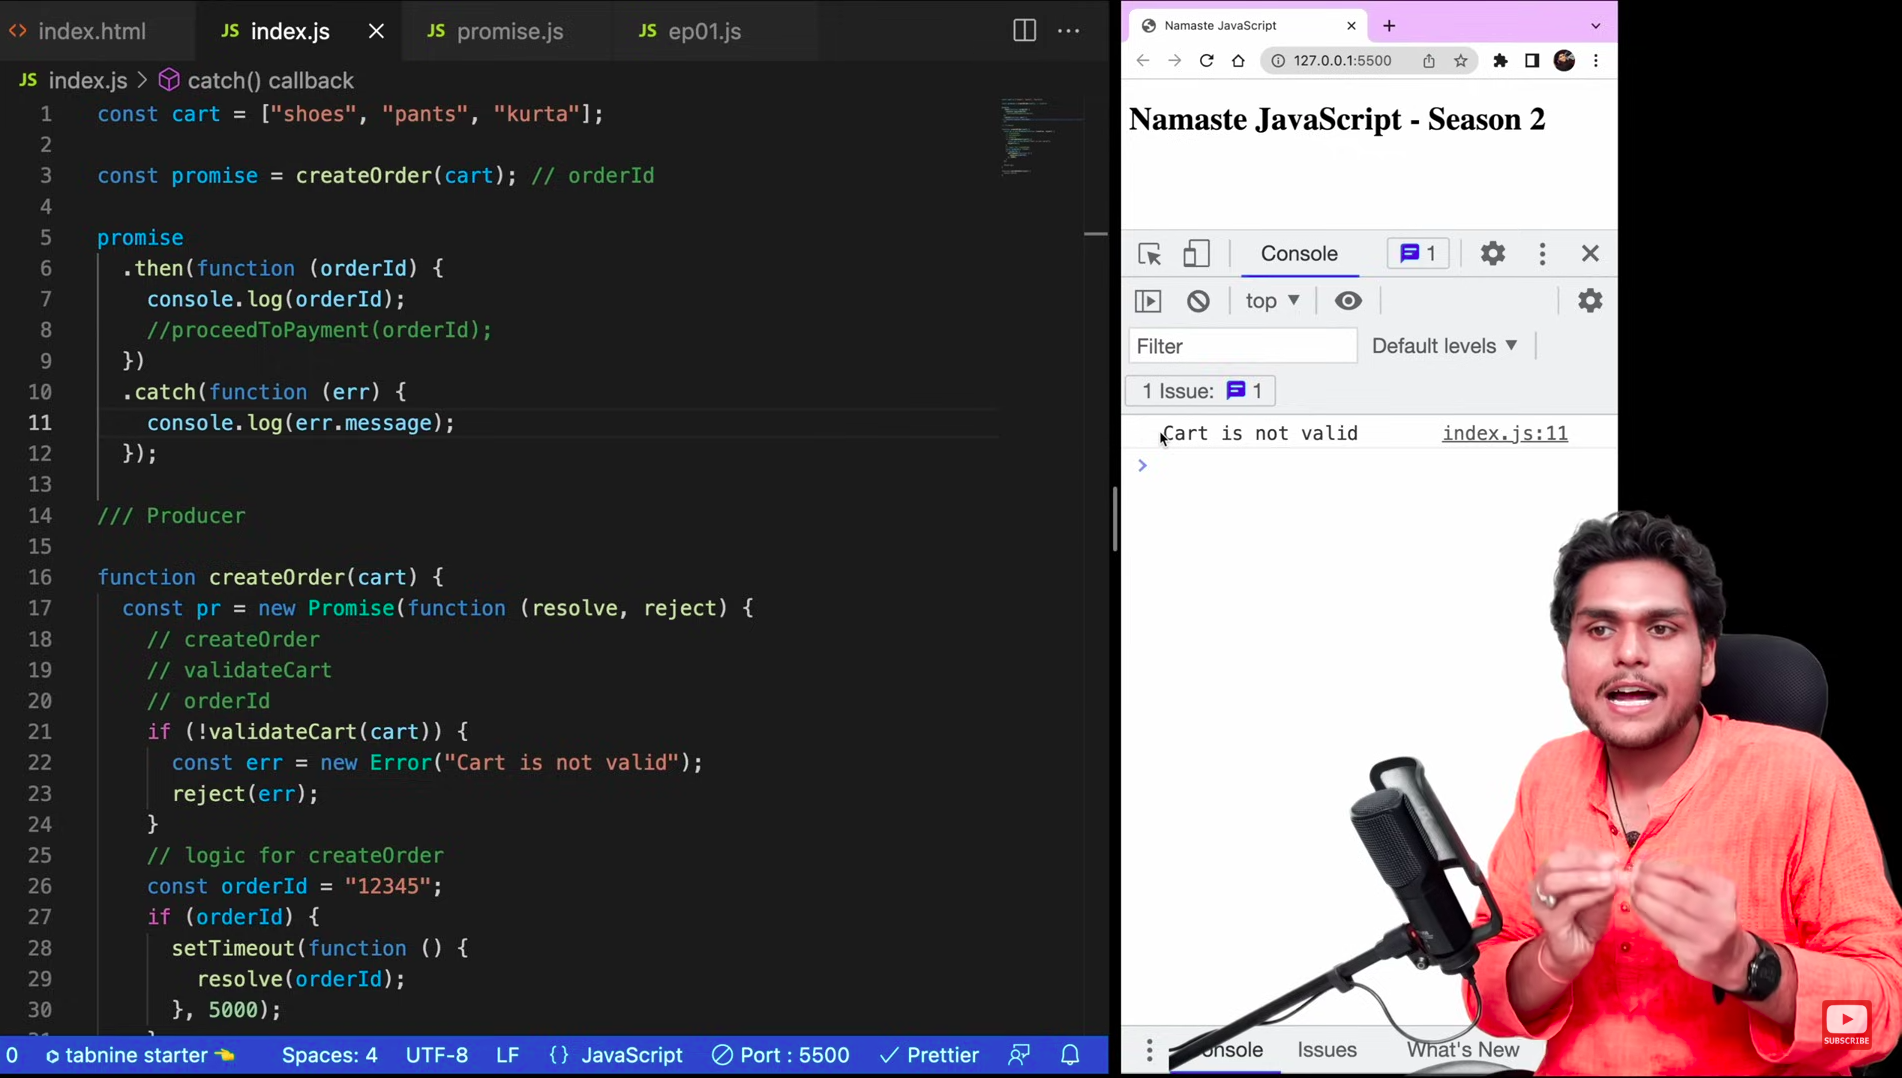 index.html
JS index.js
JS promise.js
JS ep01.js
JS index.js > catch() callback
1 const cart = ["shoes", "pants", "kurta"];
2
3 const promise = createOrder(cart); // orderId
4
5 promise
6 .then(function (orderId) {
7 console.log(orderId);
8 //proceedToPayment(orderId);
9 })
10 .catch(function (err) {
11 console.log(err.message);
12 });
13
14 /// Producer
15
16 function createOrder(cart) {
17 const pr = new Promise(function (resolve, reject) {
18 // createOrder
19 // validateCart
20 // orderId
21 if (!validateCart(cart)) {
22 const err = new Error("Cart is not valid");
23 reject(err);
24 }
25 // logic for createOrder
26 const orderId = "12345";
27 if (orderId) {
28 setTimeout(function () {
29 resolve(orderId);
30 }, 5000);
0 tabnine starter Spaces: 4 UTF-8 LF {} JavaScript Port : 5500 Prettier
Namaste JavaScript
127.0.0.1:5500
Namaste JavaScript - Season 2
Console 1
top
Filter Default levels
1 Issue: 1
Cart is not valid index.js:11
Issues What's New
SUBSCRIBE